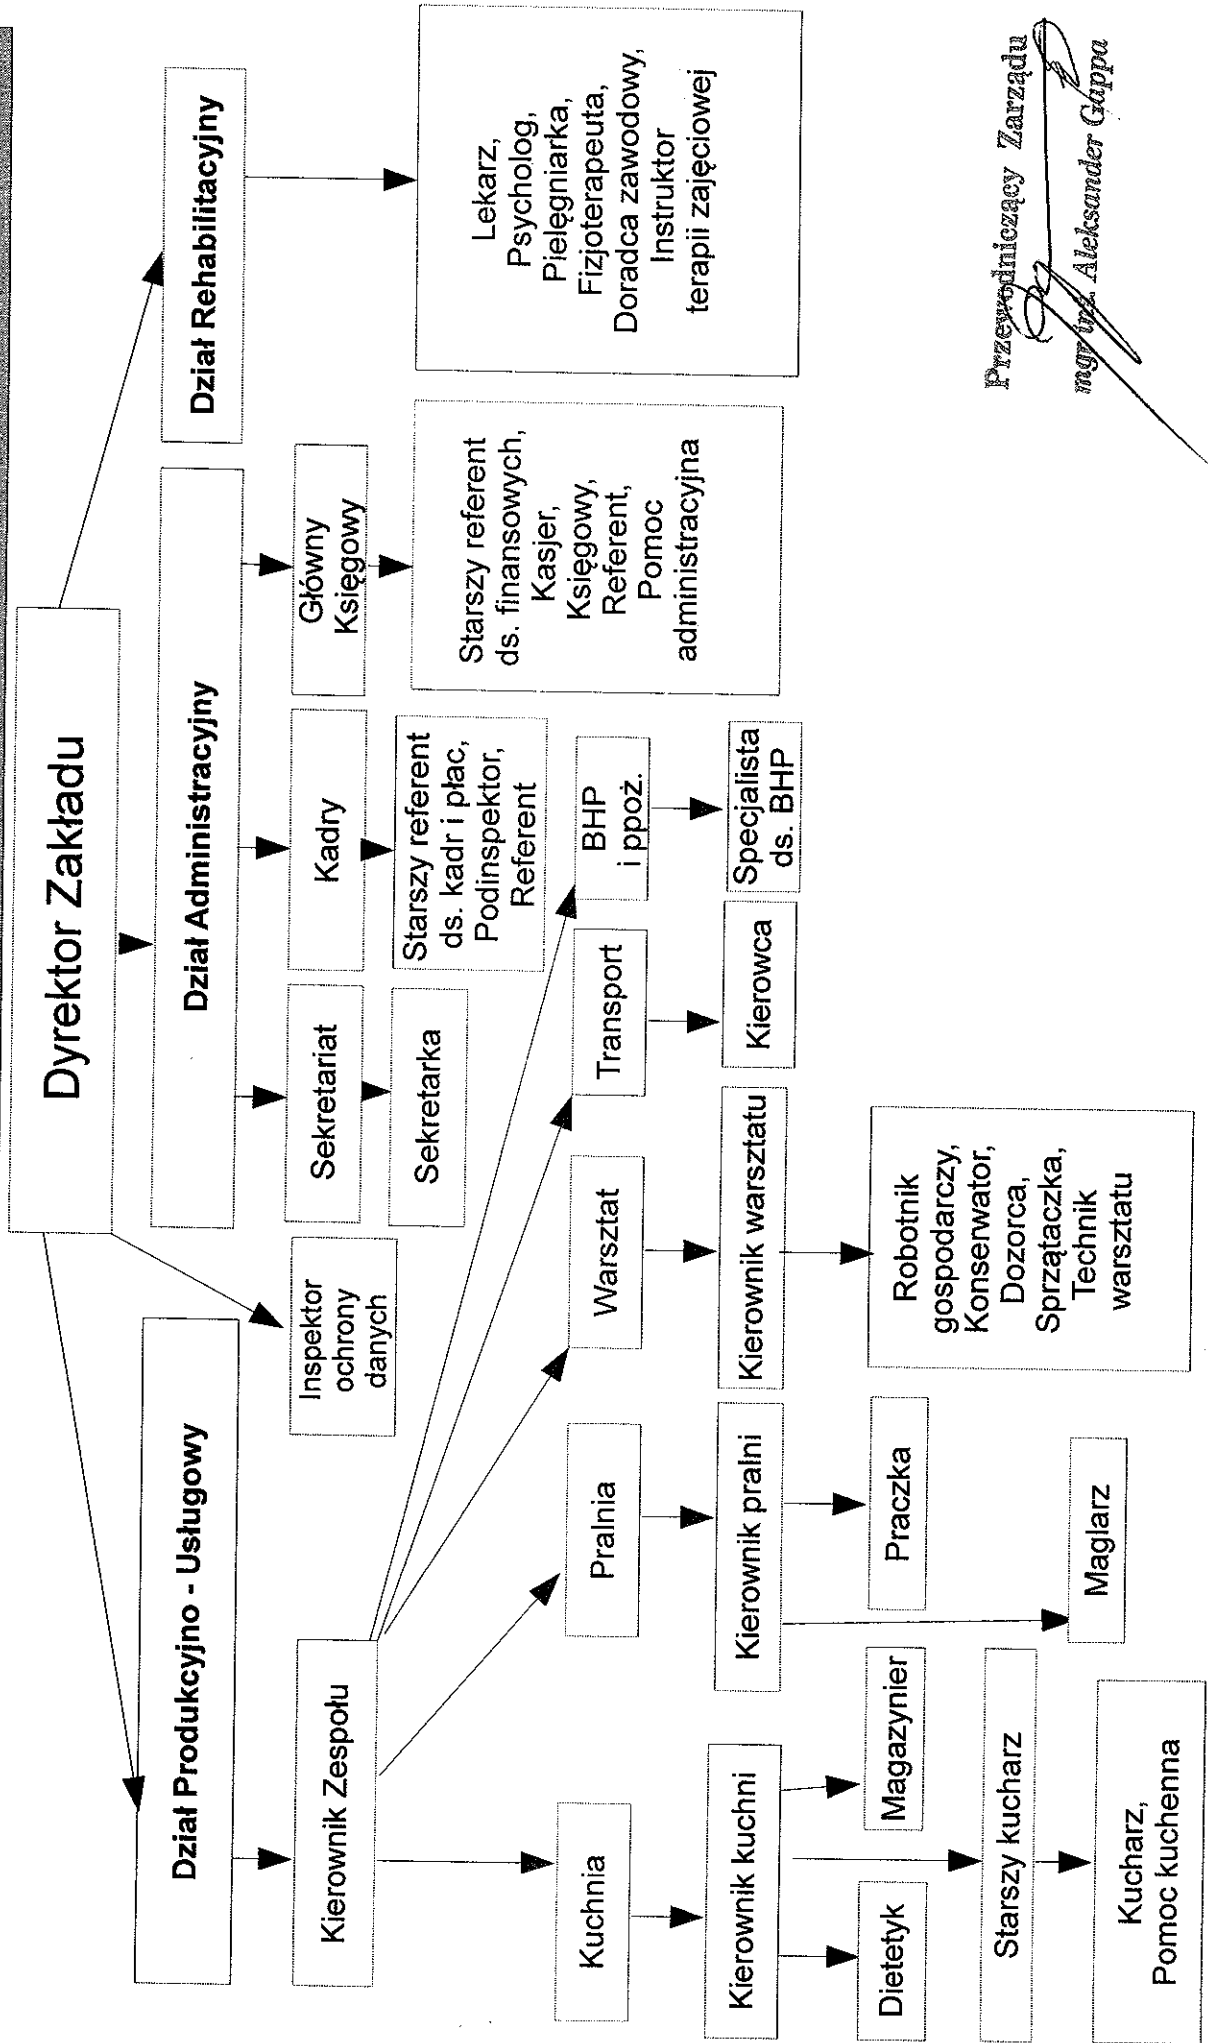 Dyrektor Zakładu
Dział Produkcyjno - Usługowy
Dział Administracyjny
Dział Rehabilitacyjny
Kierownik Zespołu
Inspektor
ochrony
danych
Sekretariat
Kadry
Główny
Księgowy
Sekretarka
Starszy referent
ds. kadr i płac,
Podinspektor,
Referent
Starszy referent
ds. finansowych,
Kasjer,
Księgowy,
Referent,
Pomoc
administracyjna
Lekarz,
Psycholog,
Pielęgniarka,
Fizjoterapeuta,
Doradca zawodowy,
Instruktor
terapii zajęciowej
Kuchnia
Pralnia
Warsztat
Transport
BHP
i ppoż.
Kierownik kuchni
Kierownik pralni
Kierownik warsztatu
Kierowca
Specjalista
ds. BHP
Dietetyk
Magazynier
Praczka
Robotnik
gospodarczy,
Konserwator,
Dozorca,
Sprzątaczka,
Technik
warsztatu
Starszy kucharz
Maglarz
Kucharz,
Pomoc kuchenna
Przewodniczący Zarządu
mgr inż. Aleksander Gappa